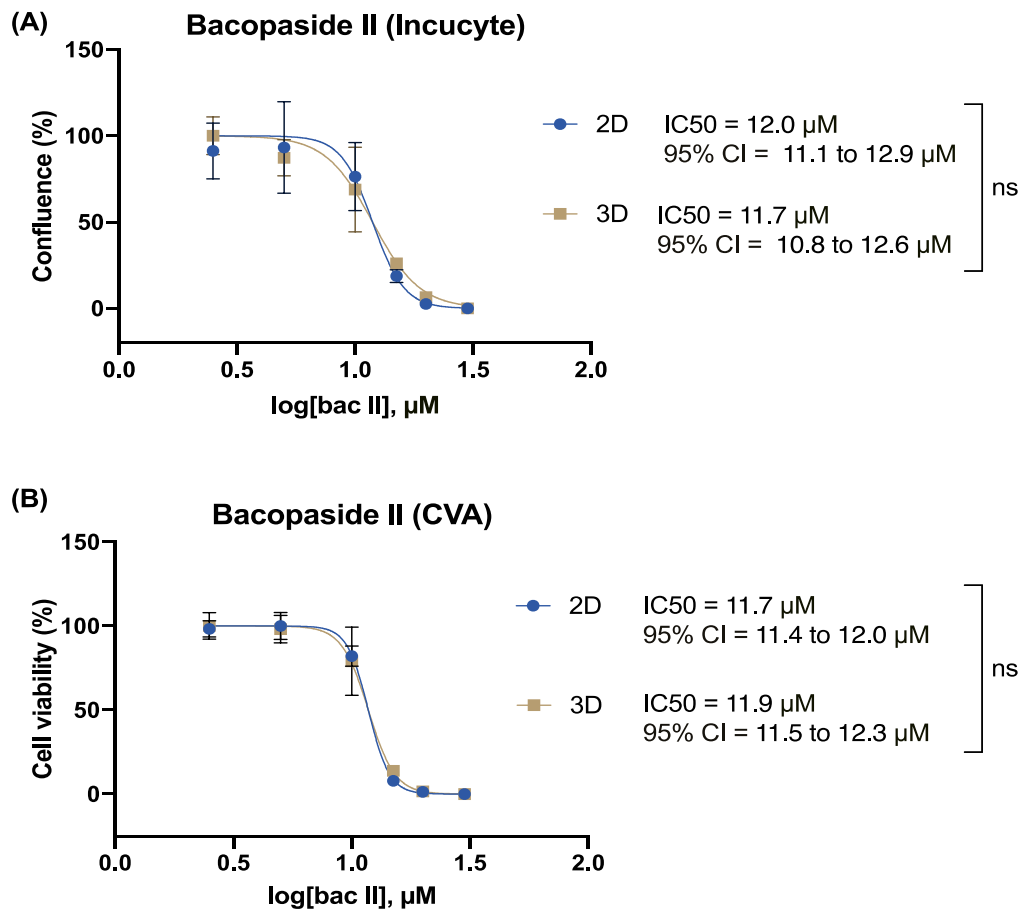 (A)
Bacopaside II (Incucyte)
150
100
50
0
Confluence (%)
0.0 0.5 1.0 1.5 2.0
log[bac II], µM
2D IC50 = 12.0 µM
95% CI = 11.1 to 12.9 µM
3D IC50 = 11.7 µM
95% CI = 10.8 to 12.6 µM
ns
(B)
Bacopaside II (CVA)
150
100
50
0
Cell viability (%)
0.0 0.5 1.0 1.5 2.0
log[bac II], µM
2D IC50 = 11.7 µM
95% CI = 11.4 to 12.0 µM
3D IC50 = 11.9 µM
95% CI = 11.5 to 12.3 µM
ns